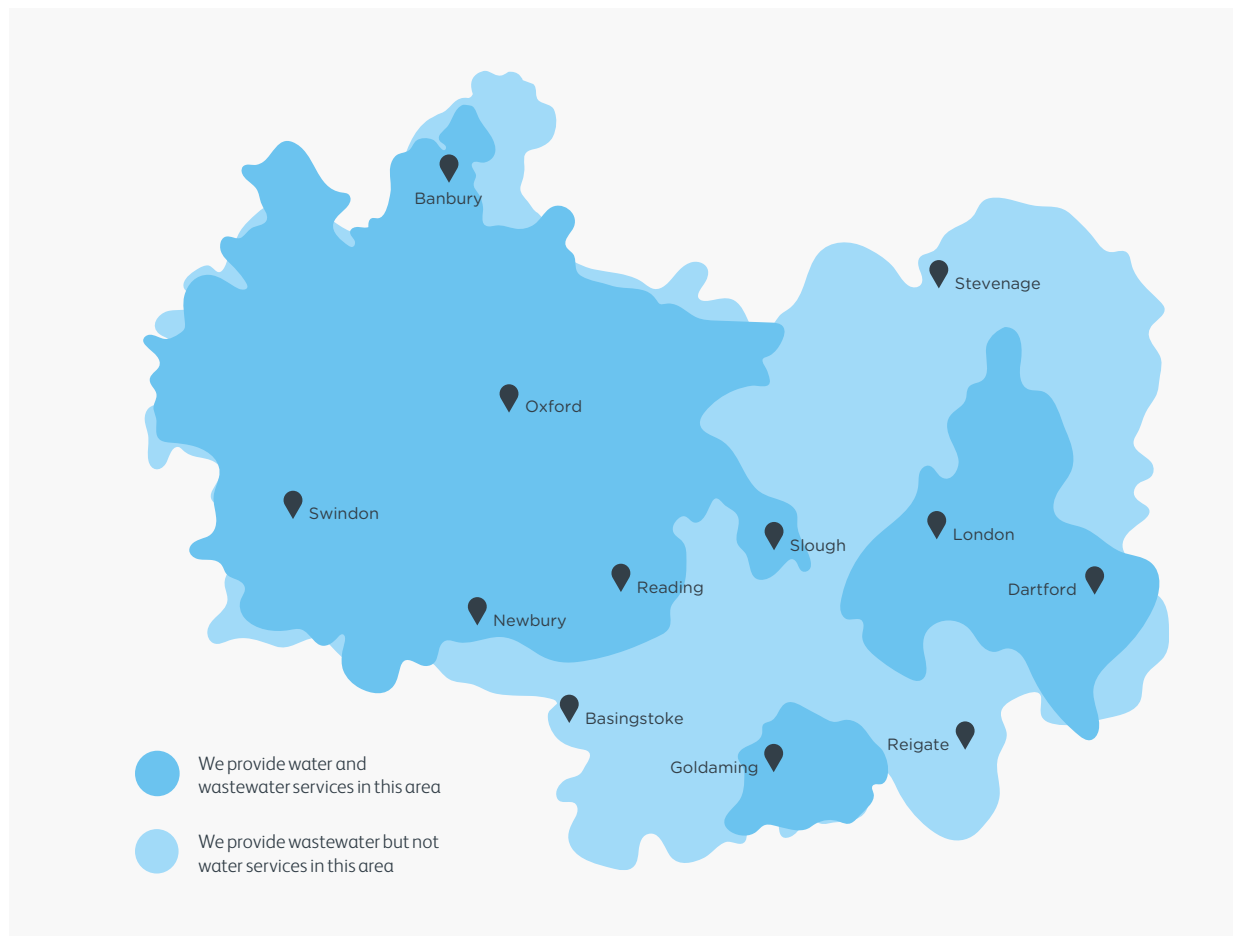 Banbury
Stevenage
Oxford
Swindon
London
Slough
Reading
Dartford
Newbury
Basingstoke
Reigate
Goldaming
We provide water and
wastewater services in this area
We provide wastewater but not
water services in this area